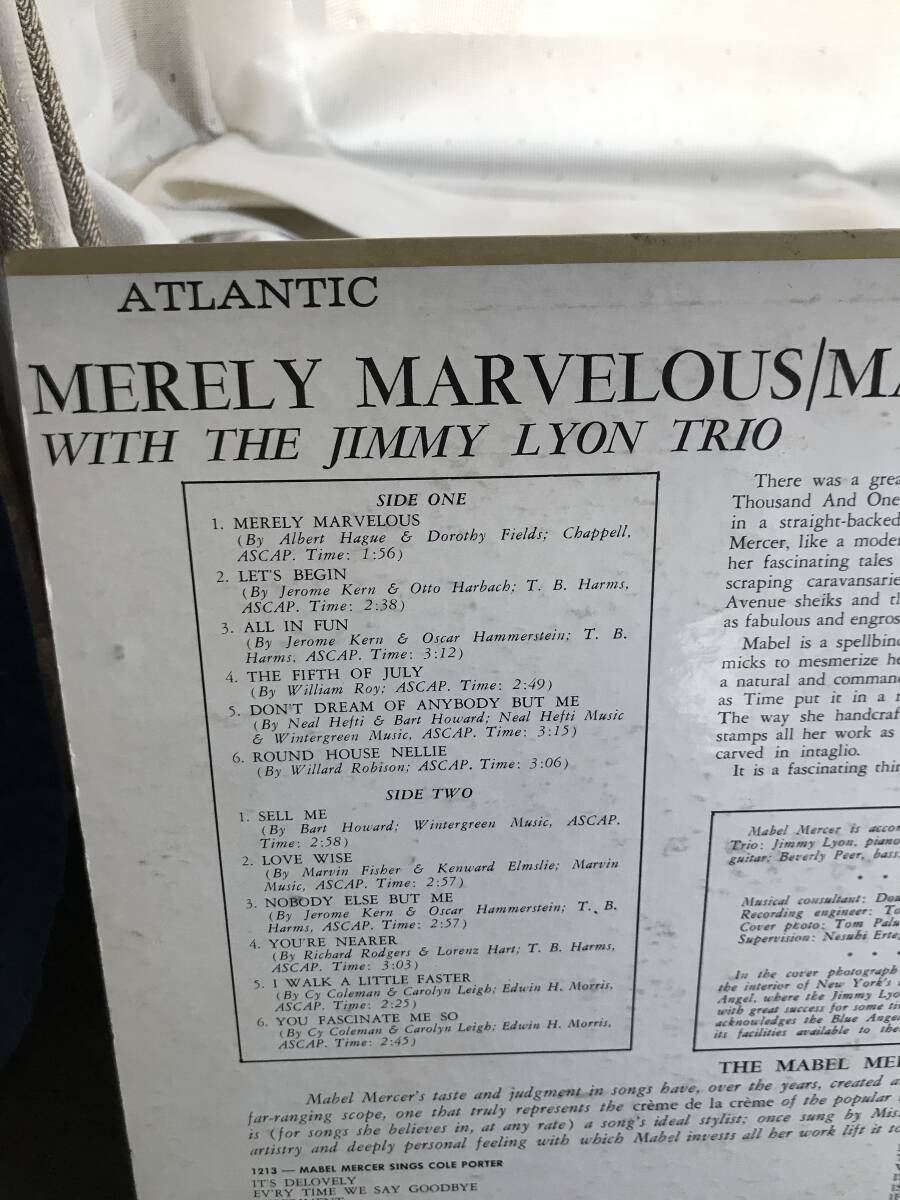 ATLANTIC
MERELY MARVELOUS/MA
WITH THE JIMMY LYON TRIO
SIDE ONE
1. MERELY MARVELOUS
(By Albert Hague & Dorothy Fields; Chappell,
ASCAP. Time: 1:56)
2. LET'S BEGIN
(By Jerome Kern & Otto Harbach; T. B. Harms,
ASCAP. Time: 2:38)
3. ALL IN FUN
(By Jerome Kern & Oscar Hammerstein; T. B.
Harms, ASCAP. Time: 3:12)
4. THE FIFTH OF JULY
(By William Roy; ASCAP. Time: 2:49)
5. DON'T DREAM OF ANYBODY BUT ME
(By Neal Hefti & Bart Howard; Neal Hefti Music
& Wintergreen Music, ASCAP. Time: 3:15)
6. ROUND HOUSE NELLIE
(By Willard Robison; ASCAP. Time: 3:06)
SIDE TWO
1. SELL ME
(By Bart Howard; Wintergreen Music, ASCAP.
Time: 2:58)
2. LOVE WISE
(By Marvin Fisher & Kenward Elmslie; Marvin
Music, ASCAP. Time: 2:57)
3. NOBODY ELSE BUT ME
(By Jerome Kern & Oscar Hammerstein; T. B.
Harms, ASCAP. Time: 2:57)
4. YOU'RE NEARER
(By Richard Rodgers & Lorenz Hart; T. B. Harms,
ASCAP. Time: 3:03)
5. I WALK A LITTLE FASTER
(By Cy Coleman & Carolyn Leigh; Edwin H. Morris,
ASCAP. Time: 2:25)
6. YOU FASCINATE ME SO
(By Cy Coleman & Carolyn Leigh; Edwin H. Morris,
ASCAP. Time: 2:45)
There was a grea
Thousand And One
in a straight-backed
Mercer, like a moder
her fascinating tales
scraping caravansarie
Avenue sheiks and th
as fabulous and engros
Mabel is a spellbind
micks to mesmerize he
a natural and comman
as Time put it in a r
The way she handcraf
stamps all her work as
carved in intaglio.
It is a fascinating thin
Mabel Mercer is accom
Trio: Jimmy Lyon, piano
guitar; Beverly Peer, bass,
Musical consultant: Do
Recording engineer: To
Cover photo: Tom Palu
Supervision: Nesuhi Erte
In the cover photograph
the interior of New York's
Angel, where the Jimmy Lyo
with great success for some ti
acknowledges the Blue Ange
its facilities available to the
THE MABEL MER
Mabel Mercer's taste and judgment in songs have, over the years, created a
far-ranging scope, one that truly represents the crème de la crème of the popular
is (for songs she believes in, at any rate) a song's ideal stylist; once sung by Mis
artistry and deeply personal feeling with which Mabel invests all her work lift it to
1213 — MABEL MERCER SINGS COLE PORTER
IT'S DELOVELY
EV'RY TIME WE SAY GOODBYE